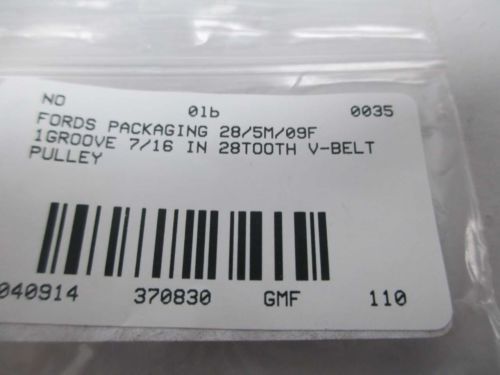 NO 01b 0035
FORDS PACKAGING 28/5M/09F
1GROOVE 7/16 IN 28TOOTH V-BELT
PULLEY
040914 370830 GMF 110